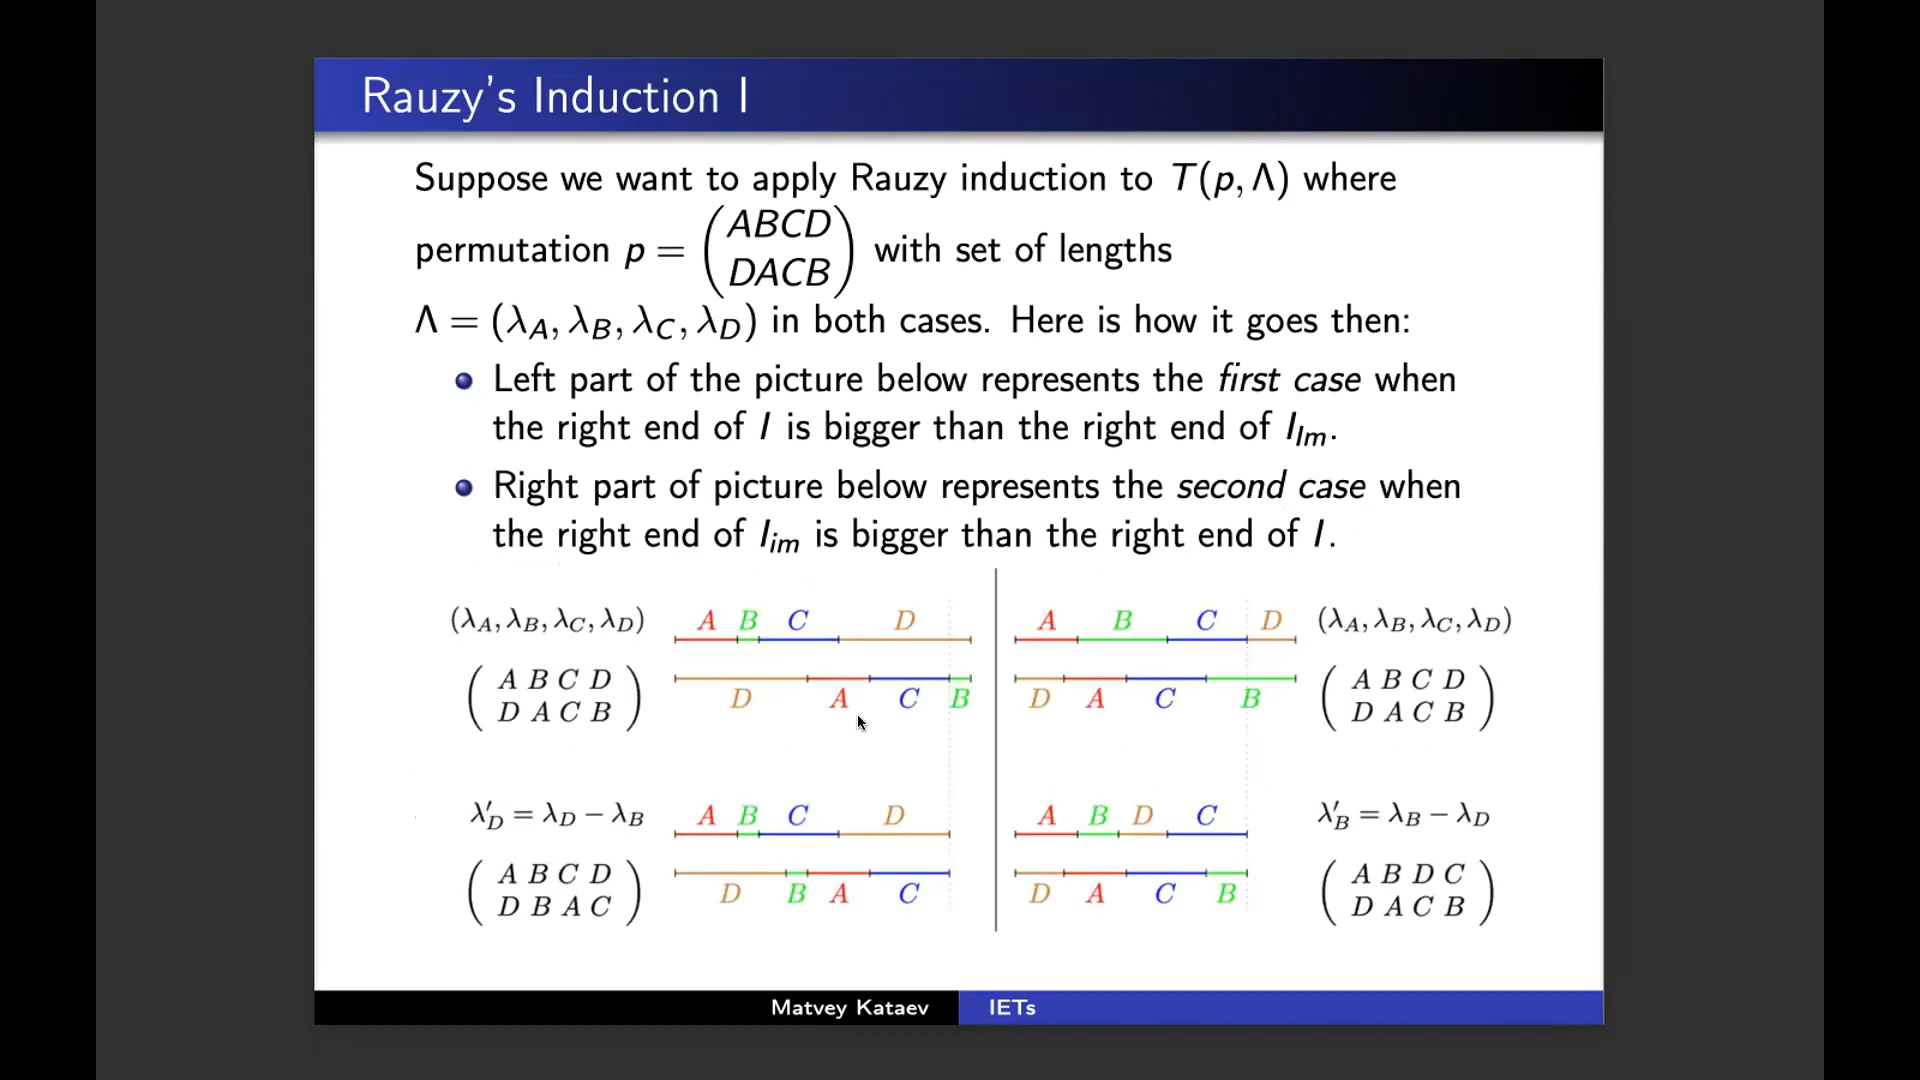 Rauzy's Induction I
Suppose we want to apply Rauzy induction to T(p, Λ) where
permutation p = (ABCD
DACB) with set of lengths
Λ = (λ_A, λ_B, λ_C, λ_D) in both cases. Here is how it goes then:
Left part of the picture below represents the first case when
the right end of I is bigger than the right end of I_Im.
Right part of picture below represents the second case when
the right end of I_im is bigger than the right end of I.
(λ_A, λ_B, λ_C, λ_D)
A B C D
( A B C D
D A C B )
D A C B
λ′_D = λ_D − λ_B
A B C D
( A B C D
D B A C )
D B A C
A B C D
(λ_A, λ_B, λ_C, λ_D)
D A C B
( A B C D
D A C B )
A B D C
λ′_B = λ_B − λ_D
D A C B
( A B D C
D A C B )
Matvey Kataev
IETs